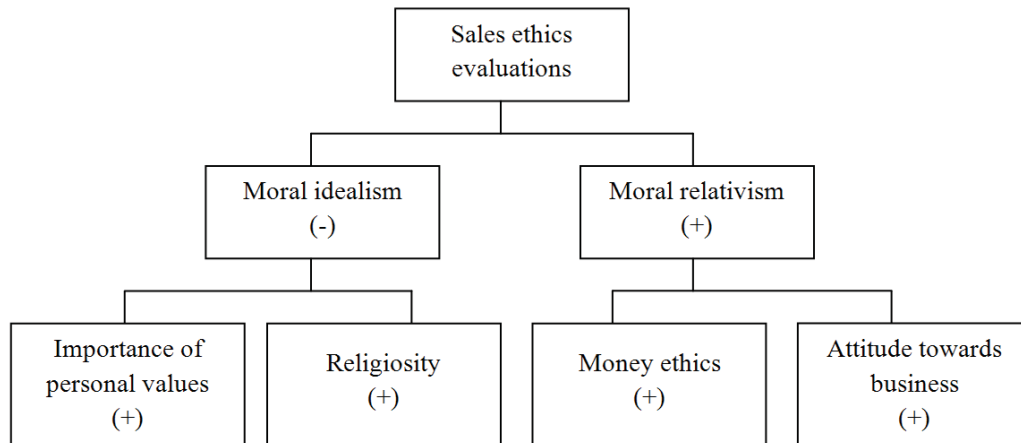 Sales ethics
evaluations
Moral idealism
(-)
Moral relativism
(+)
Importance of
personal values
(+)
Religiosity
(+)
Money ethics
(+)
Attitude towards
business
(+)